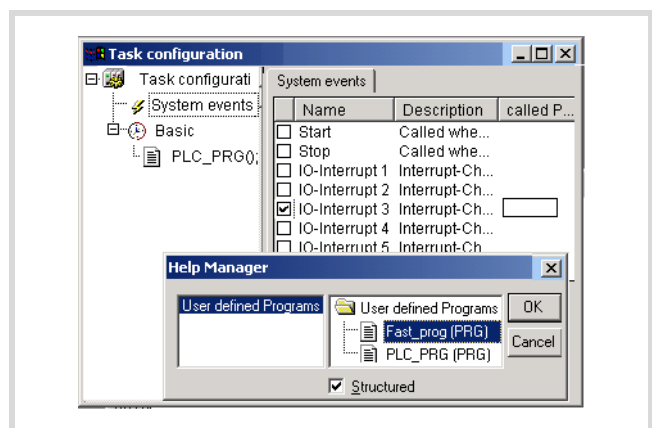 Task configuration
Task configurati
System events
Basic
PLC_PRG();
System events
Name Description called P...
Start Called whe...
Stop Called whe...
IO-Interrupt 1 Interrupt-Ch...
IO-Interrupt 2 Interrupt-Ch...
IO-Interrupt 3 Interrupt-Ch...
IO-Interrupt 4 Interrupt-Ch...
IO-Interrupt 5 Interrupt-Ch
Help Manager
User defined Programs
User defined Programs
Fast_prog (PRG)
PLC_PRG (PRG)
OK
Cancel
Structured